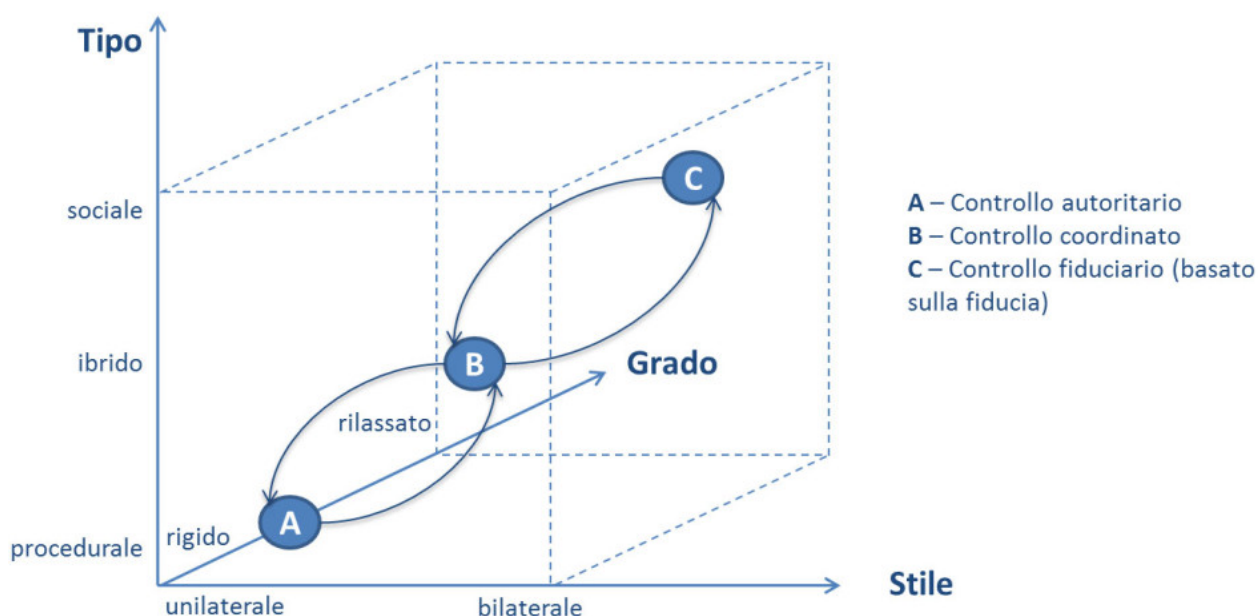 Tipo
sociale
A – Controllo autoritario
B – Controllo coordinato
C – Controllo fiduciario (basato
sulla fiducia)
C
ibrido
B
Grado
rilassato
A
rigido
procedurale
Stile
unilaterale
bilaterale